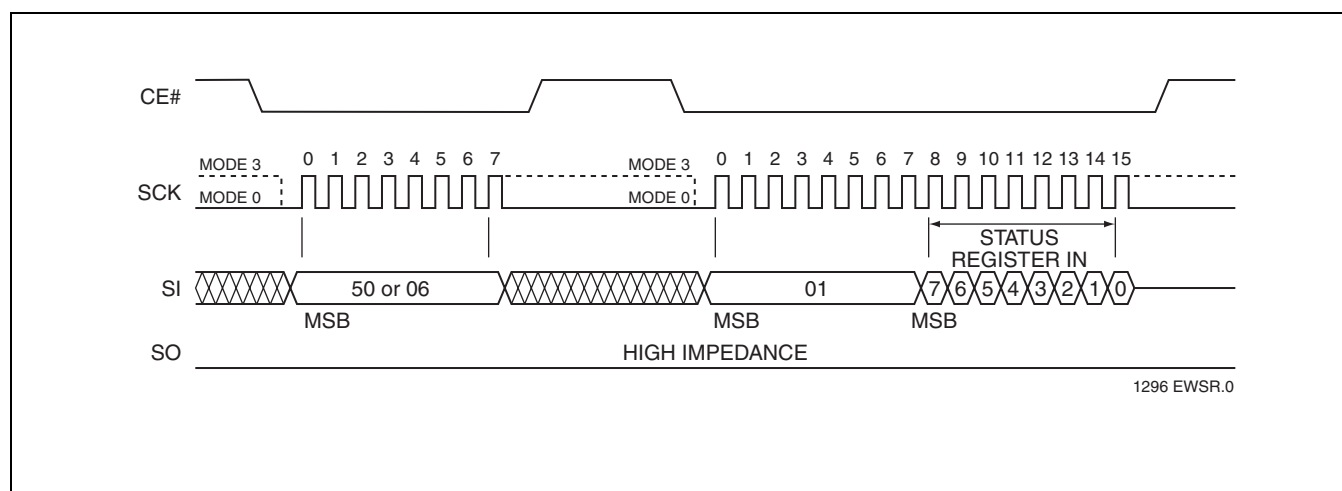 CE#
MODE 3 0 1 2 3 4 5 6 7 MODE 3 0 1 2 3 4 5 6 7 8 9 10 11 12 13 14 15
SCK MODE 0 MODE 0
STATUS
REGISTER IN
SI 50 or 06 01 7 6 5 4 3 2 1 0
MSB MSB MSB
SO HIGH IMPEDANCE
1296 EWSR.0